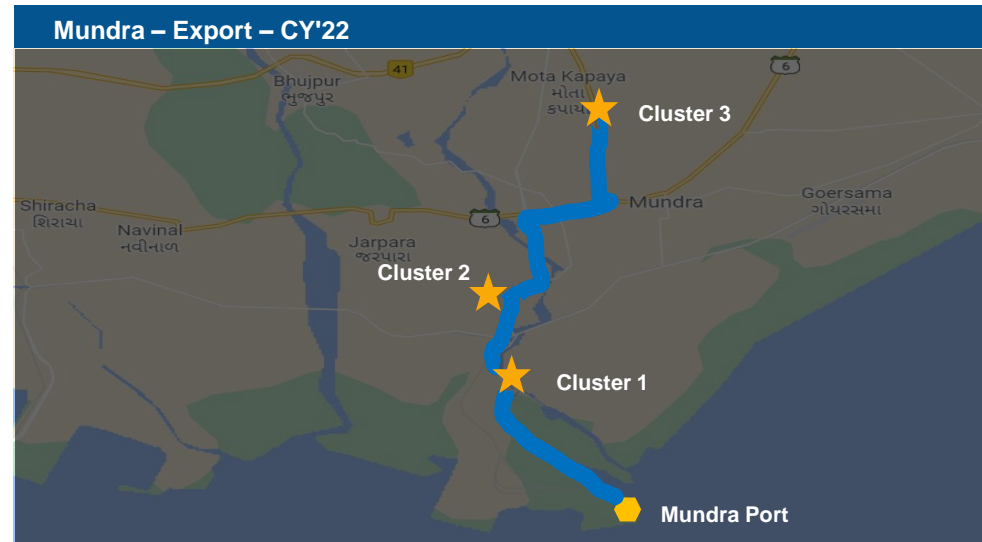 Mundra – Export – CY'22
41
Bhujpur
ભુજપુર
Mota Kapaya
મોતા
કપાયા
6
Cluster 3
Shiracha
શિરાચા
Navinal
નવીનાળ
Jarpara
જરપારા
6
Mundra
Goersama
ગોયરસમા
Cluster 2
Cluster 1
Mundra Port